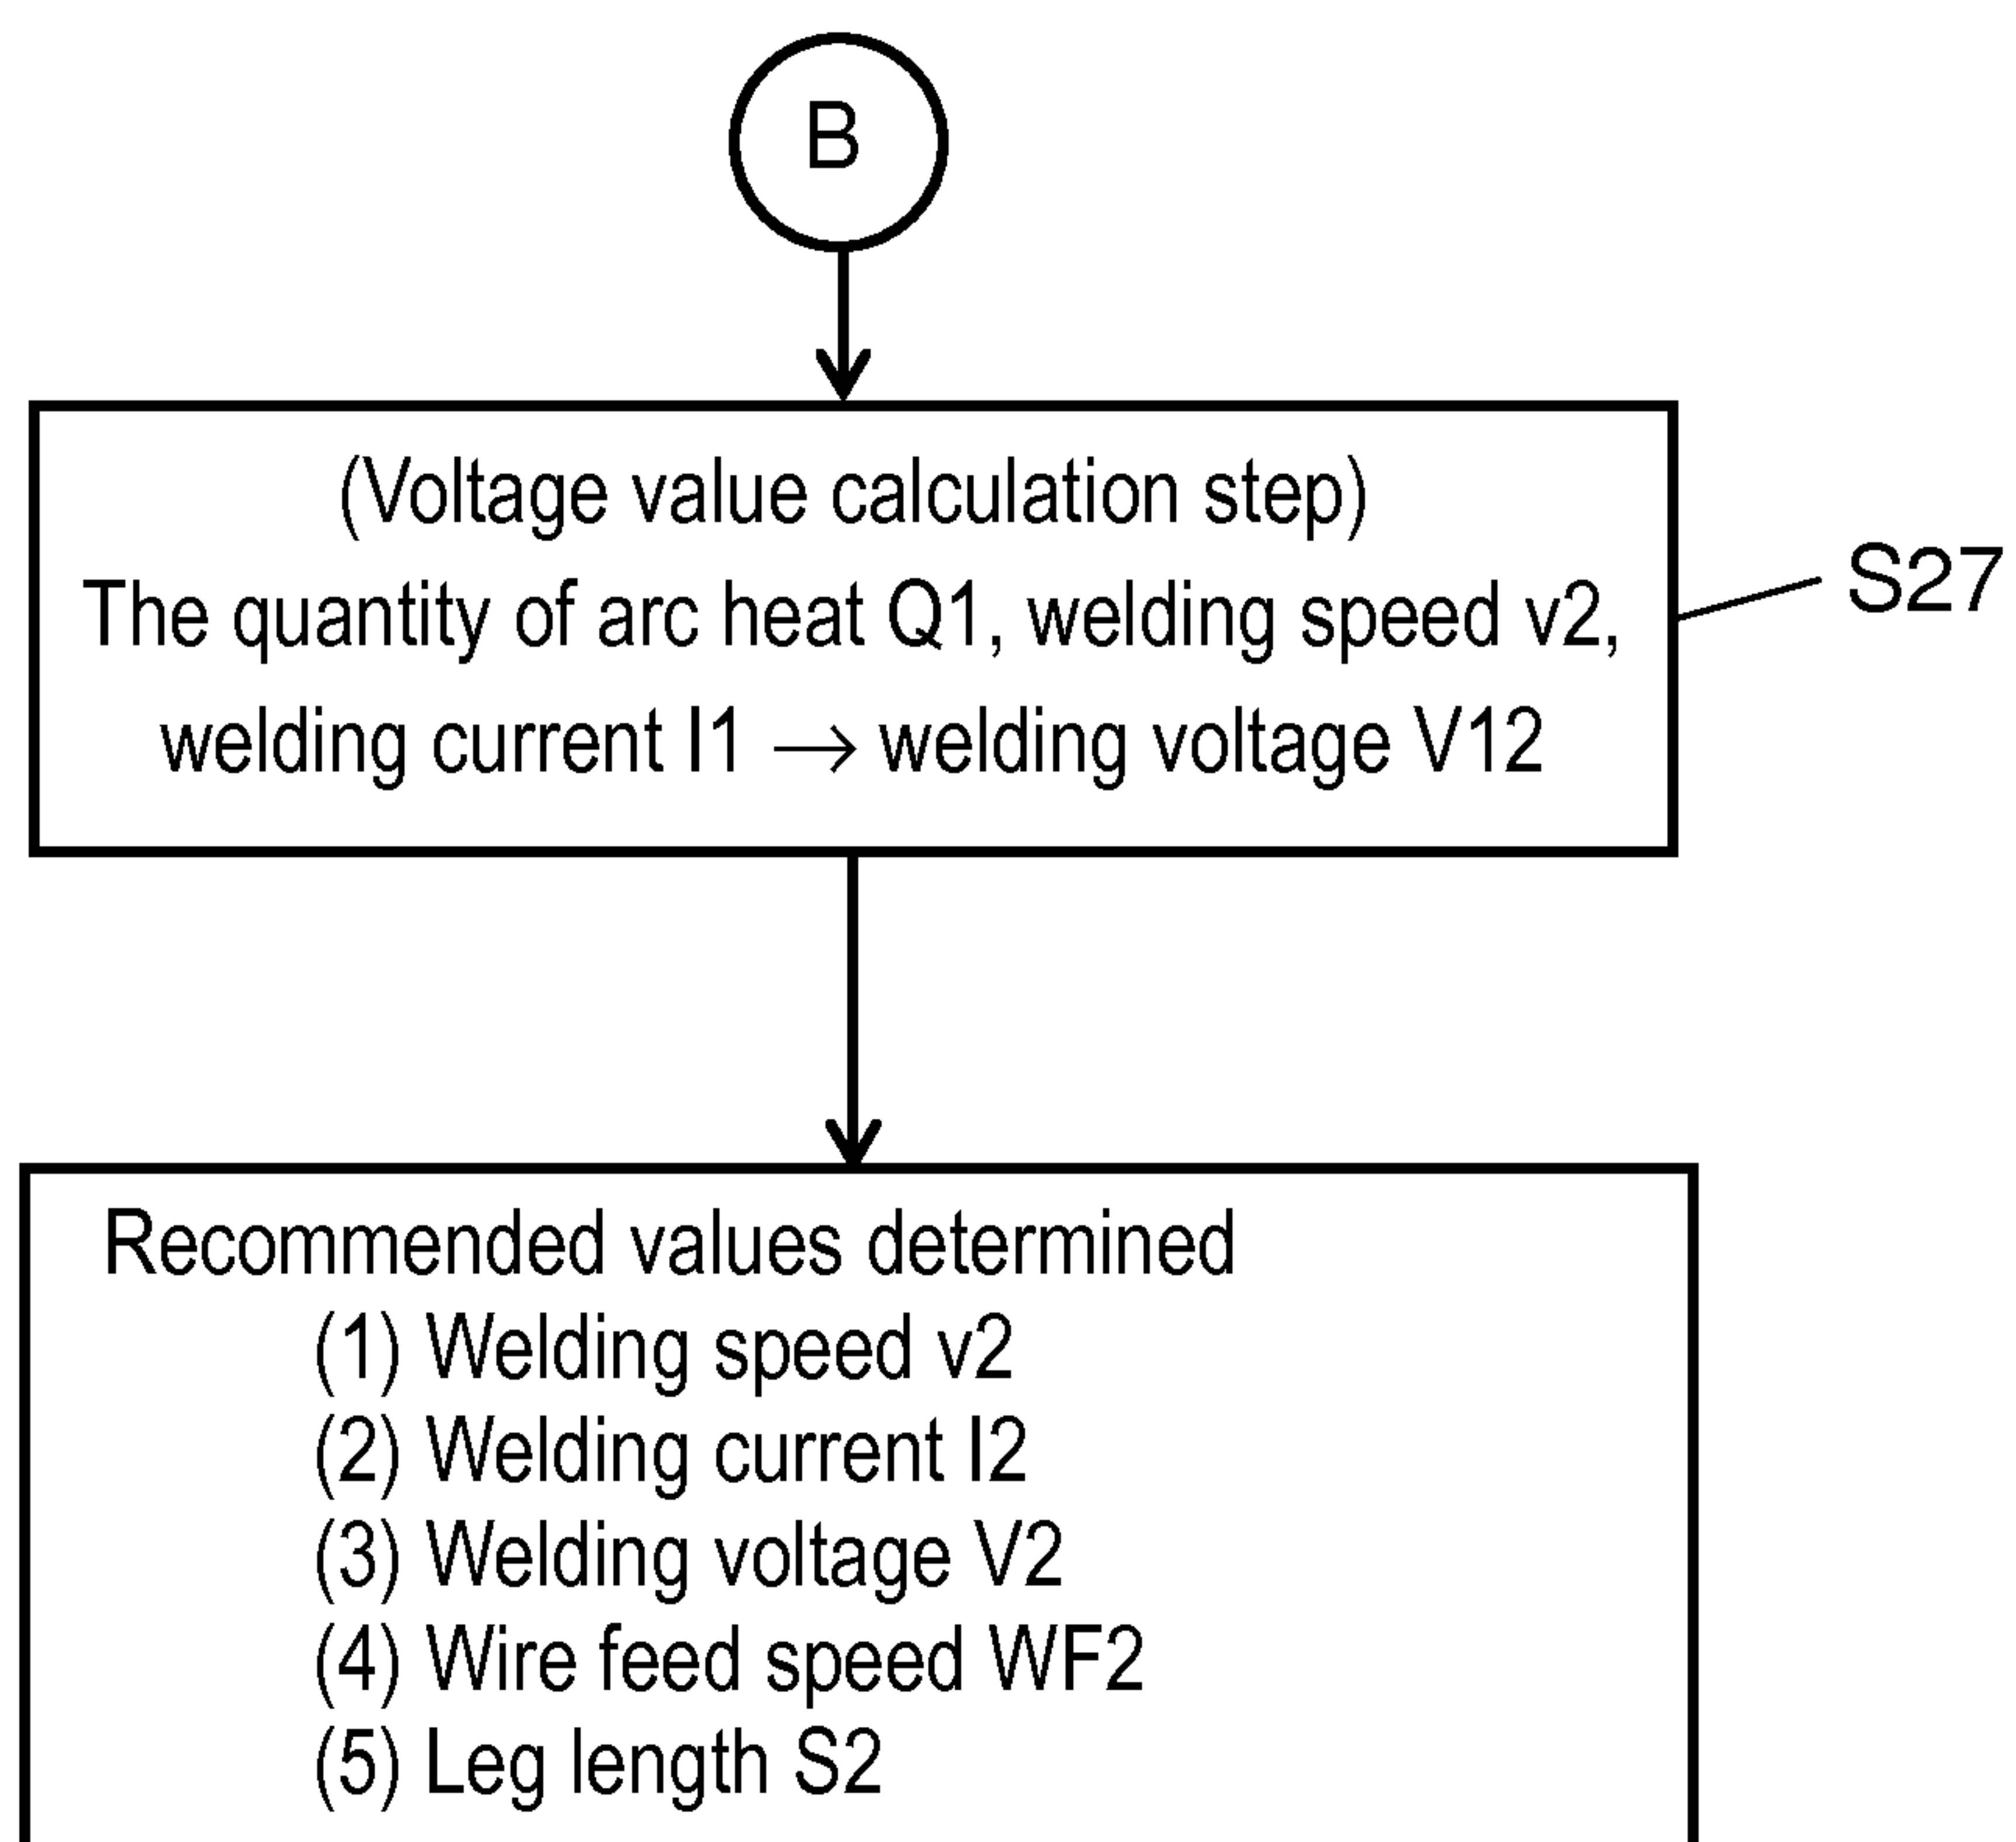 B
(Voltage value calculation step)
The quantity of arc heat Q1, welding speed v2,
welding current I1 → welding voltage V12
S27
Recommended values determined
(1) Welding speed v2
(2) Welding current I2
(3) Welding voltage V2
(4) Wire feed speed WF2
(5) Leg length S2